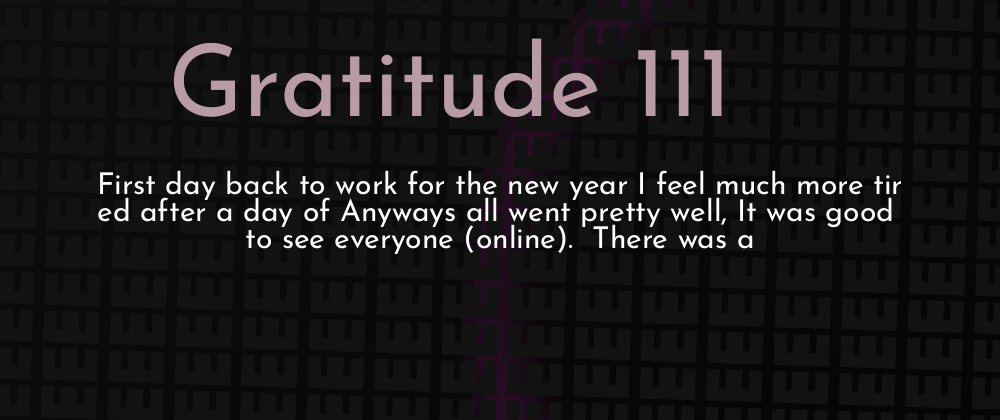 Gratitude 111
First day back to work for the new year I feel much more tir
ed after a day of Anyways all went pretty well, It was good
to see everyone (online).  There was a